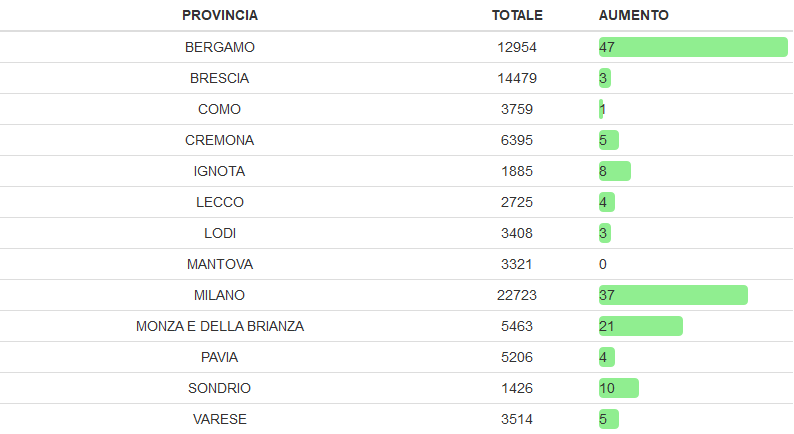 PROVINCIA TOTALE AUMENTO
BERGAMO 12954 47
BRESCIA 14479 3
COMO 3759 1
CREMONA 6395 5
IGNOTA 1885 8
LECCO 2725 4
LODI 3408 3
MANTOVA 3321 0
MILANO 22723 37
MONZA E DELLA BRIANZA 5463 21
PAVIA 5206 4
SONDRIO 1426 10
VARESE 3514 5